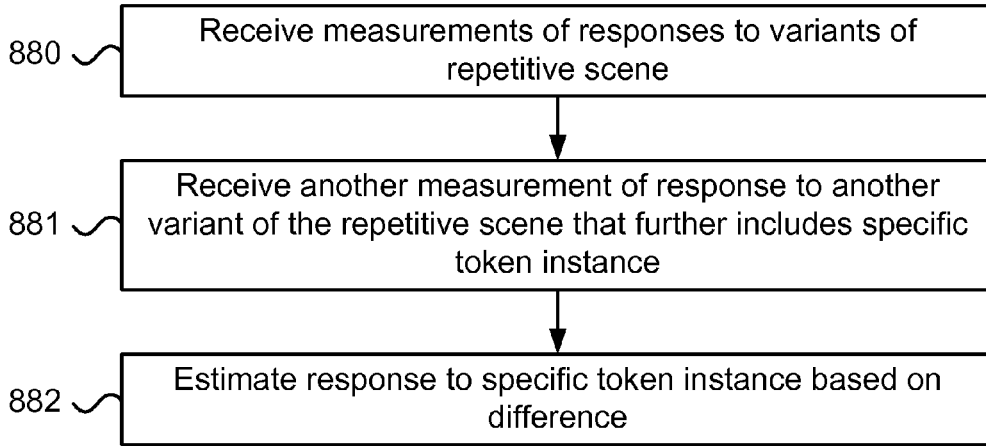 880
Receive measurements of responses to variants of
repetitive scene
881
Receive another measurement of response to another
variant of the repetitive scene that further includes specific
token instance
882
Estimate response to specific token instance based on
difference